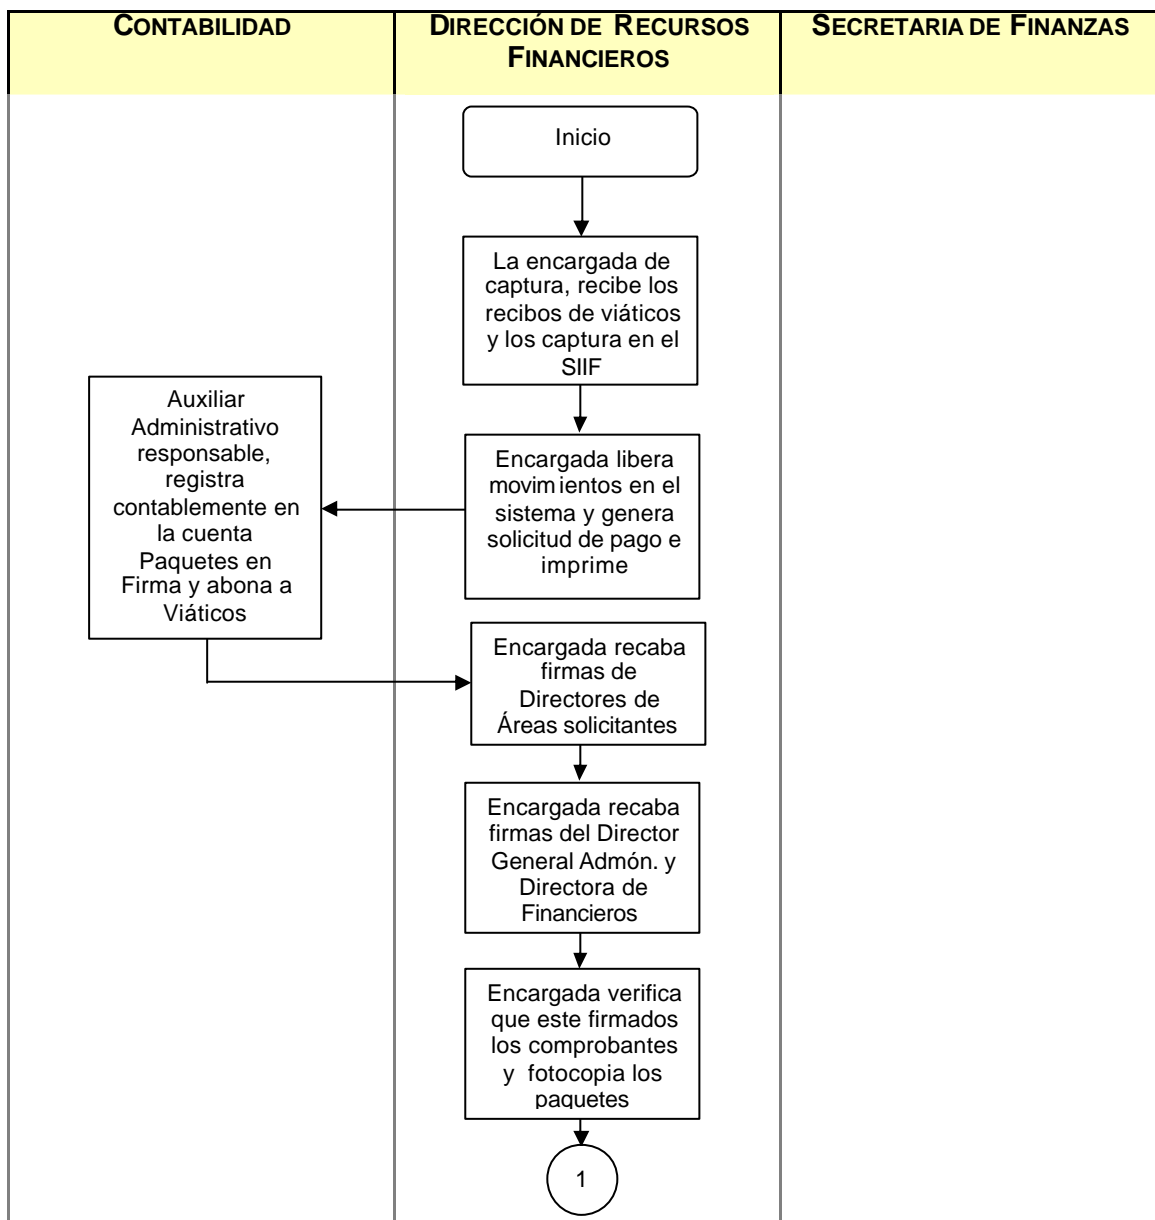 CONTABILIDAD
DIRECCIÓN DE RECURSOS
FINANCIEROS
SECRETARIA DE FINANZAS
Inicio
La encargada de
captura, recibe los
recibos de viáticos
y los captura en el
SIIF
Auxiliar
Administrativo
responsable,
registra
contablemente en
la cuenta
Paquetes en
Firma y abona a
Viáticos
Encargada libera
movimientos en el
sistema y genera
solicitud de pago e
imprime
Encargada recaba
firmas de
Directores de
Áreas solicitantes
Encargada recaba
firmas del Director
General Admón. y
Directora de
Financieros
Encargada verifica
que este firmados
los comprobantes
y fotocopia los
paquetes
1